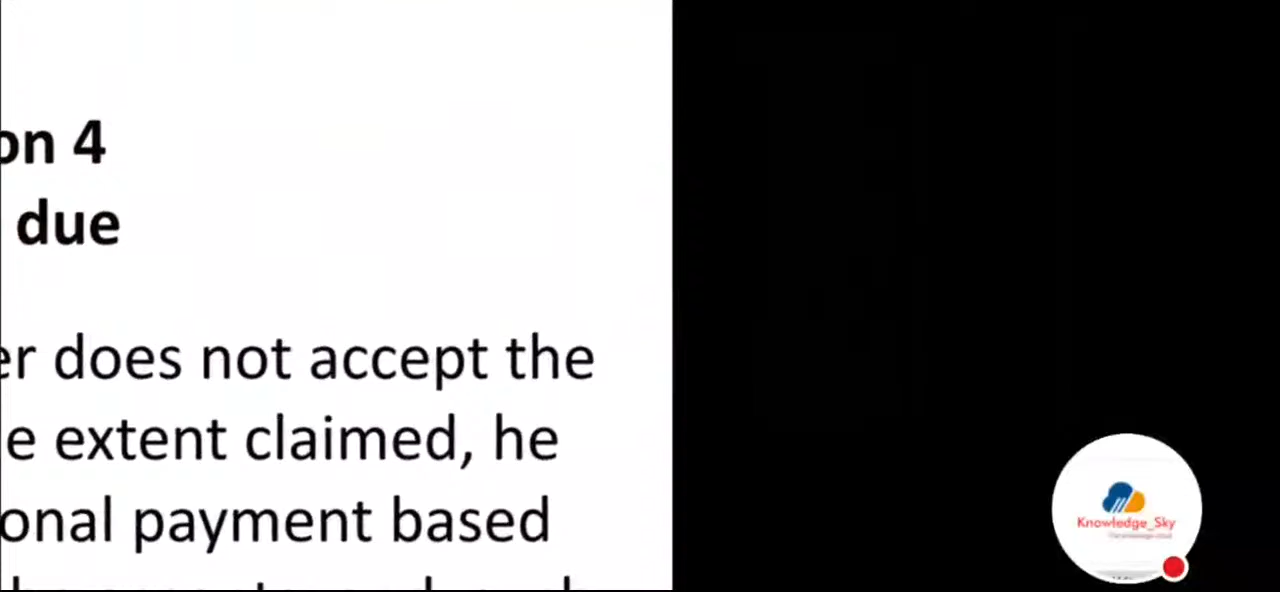 on 4
due
er does not accept the
e extent claimed, he
onal payment based
Knowledge_Sky